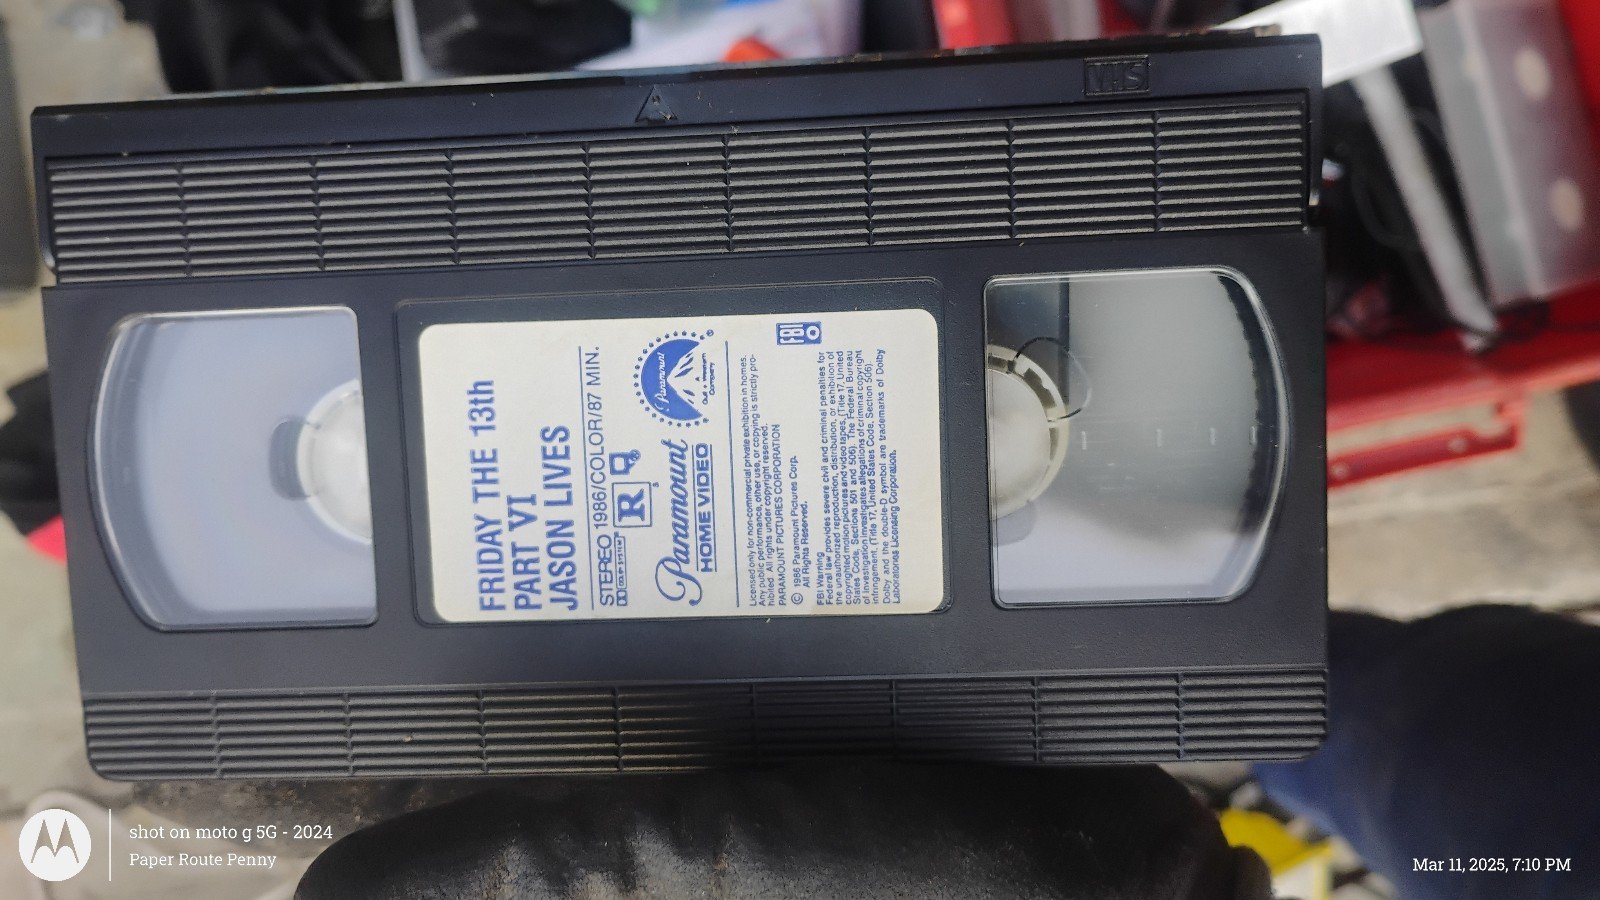 VHS
FRIDAY THE 13th
PART VI
JASON LIVES
STEREO 1986/COLOR/87 MIN.
DOLBY SYSTEM
R
Paramount
HOME VIDEO
Paramount
A
Gulf + Western
Company
Licensed only for non-commercial private exhibition in homes.
Any public performance, other use, or copying is strictly pro-
hibited. All rights under copyright reserved.
PARAMOUNT PICTURES CORPORATION
© 1986 Paramount Pictures Corp.
All Rights Reserved.
FBI
FBI Warning
Federal law provides severe civil and criminal penalties for
the unauthorized reproduction, distribution, or exhibition of
copyrighted motion pictures and video tapes. (Title 17, United
States Code, Sections 501 and 506). The Federal Bureau
of Investigation investigates allegations of criminal copyright
infringement. (Title 17, United States Code, Section 506).
Dolby and the double-D symbol are trademarks of Dolby
Laboratories Licensing Corporation.
shot on moto g 5G - 2024
Paper Route Penny
Mar 11, 2025, 7:10 PM